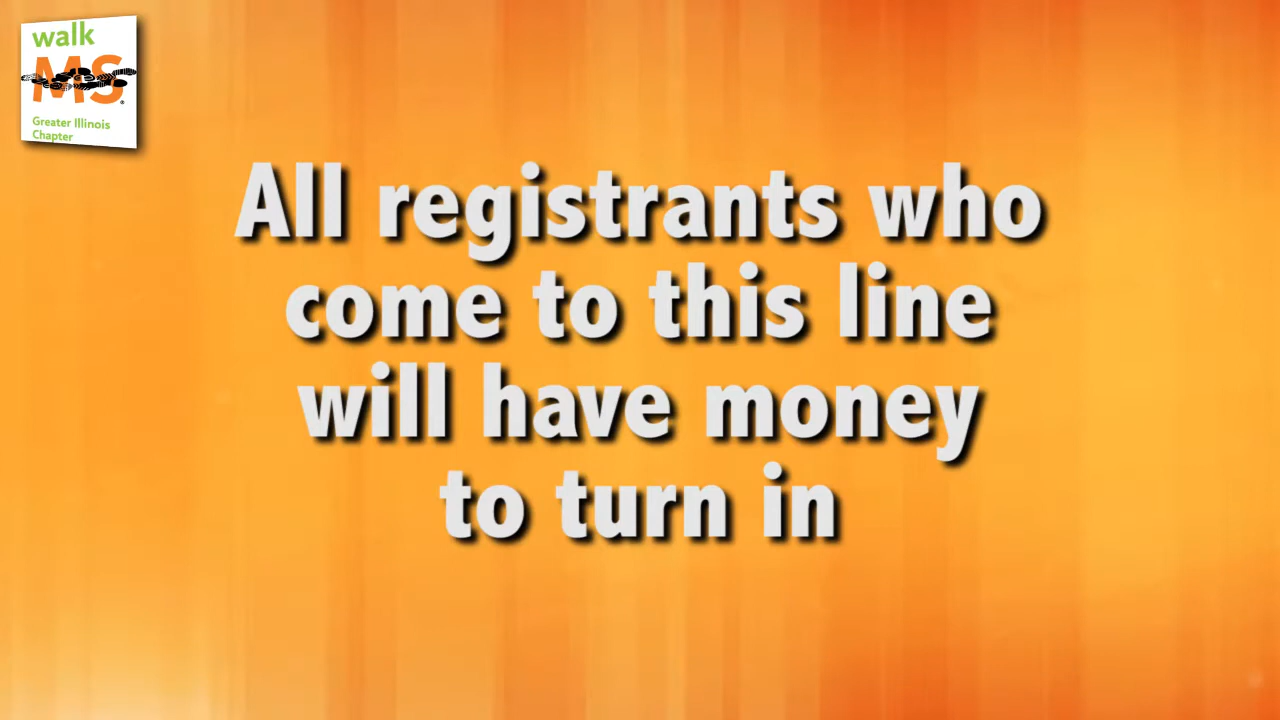 walk
MS
Greater Illinois
Chapter
All registrants who
come to this line
will have money
to turn in